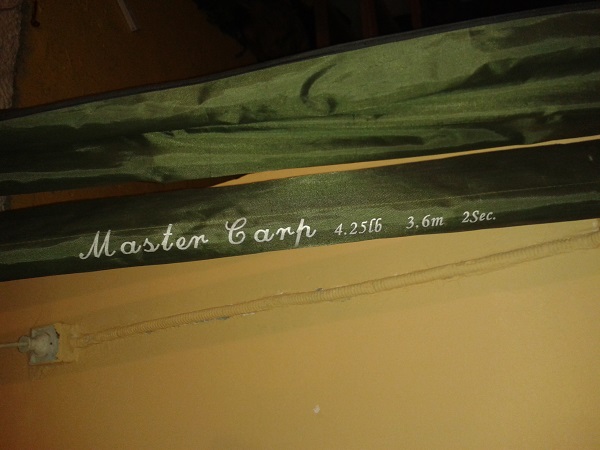 Master Carp 4.25lb 3.6m 2Sec.